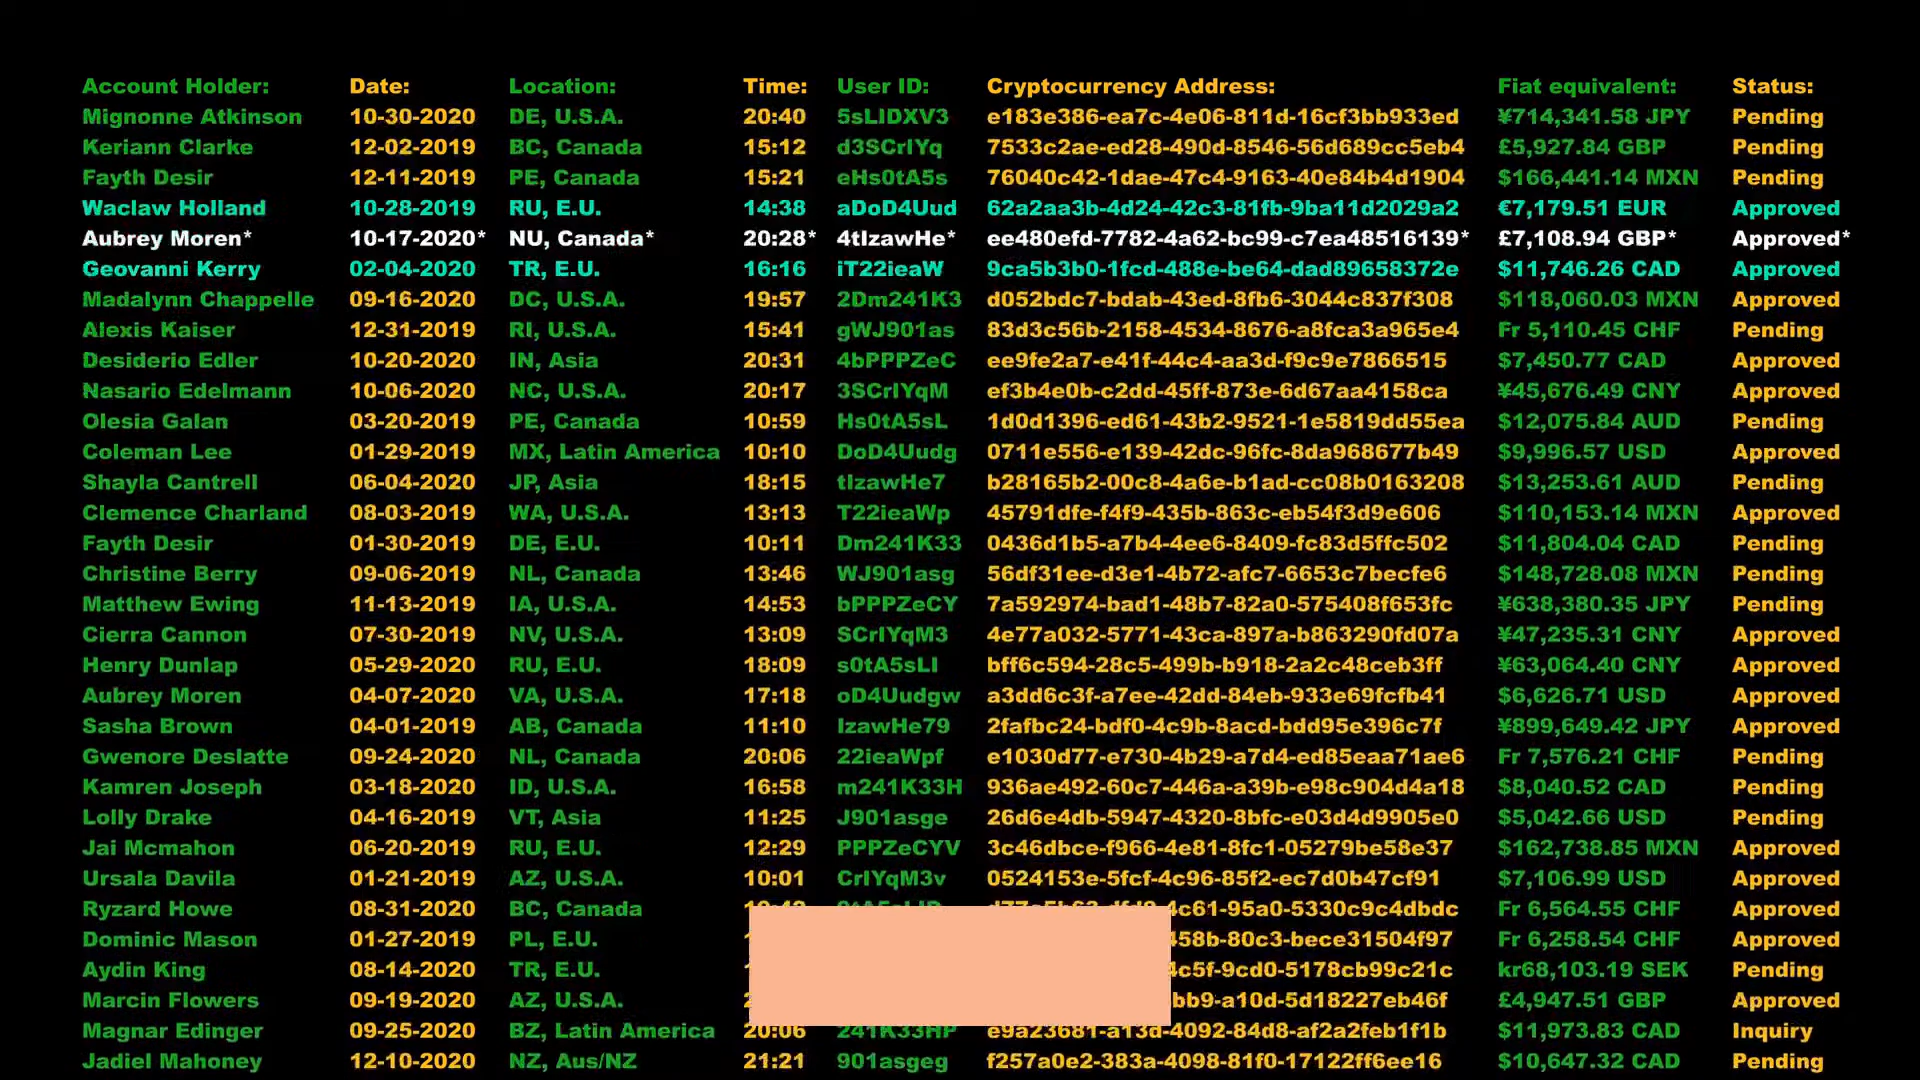 Account Holder: Date: Location: Time: User ID: Cryptocurrency Address: Fiat equivalent: Status:
Mignonne Atkinson 10-30-2020 DE, U.S.A. 20:40 5sLIDXV3 e183e386-ea7c-4e06-811d-16cf3bb933ed ¥714,341.58 JPY Pending
Keriann Clarke 12-02-2019 BC, Canada 15:12 d3SCrIYq 7533c2ae-ed28-490d-8546-56d689cc5eb4 £5,927.84 GBP Pending
Fayth Desir 12-11-2019 PE, Canada 15:21 eHs0tA5s 76040c42-1dae-47c4-9163-40e84b4d1904 $166,441.14 MXN Pending
Waclaw Holland 10-28-2019 RU, E.U. 14:38 aDoD4Uud 62a2aa3b-4d24-42c3-81fb-9ba11d2029a2 €7,179.51 EUR Approved
Aubrey Moren* 10-17-2020* NU, Canada* 20:28* 4tIzawHe* ee480efd-7782-4a62-bc99-c7ea48516139* £7,108.94 GBP* Approved*
Geovanni Kerry 02-04-2020 TR, E.U. 16:16 iT22ieaW 9ca5b3b0-1fcd-488e-be64-dad89658372e $11,746.26 CAD Approved
Madalynn Chappelle 09-16-2020 DC, U.S.A. 19:57 2Dm241K3 d052bdc7-bdab-43ed-8fb6-3044c837f308 $118,060.03 MXN Approved
Alexis Kaiser 12-31-2019 RI, U.S.A. 15:41 gWJ901as 83d3c56b-2158-4534-8676-a8fca3a965e4 Fr 5,110.45 CHF Pending
Desiderio Edler 10-20-2020 IN, Asia 20:31 4bPPPZeC ee9fe2a7-e41f-44c4-aa3d-f9c9e7866515 $7,450.77 CAD Approved
Nasario Edelmann 10-06-2020 NC, U.S.A. 20:17 3SCrIYqM ef3b4e0b-c2dd-45ff-873e-6d67aa4158ca ¥45,676.49 CNY Approved
Olesia Galan 03-20-2019 PE, Canada 10:59 Hs0tA5sL 1d0d1396-ed61-43b2-9521-1e5819dd55ea $12,075.84 AUD Pending
Coleman Lee 01-29-2019 MX, Latin America 10:10 DoD4Uudg 0711e556-e139-42dc-96fc-8da968677b49 $9,996.57 USD Approved
Shayla Cantrell 06-04-2020 JP, Asia 18:15 tIzawHe7 b28165b2-00c8-4a6e-b1ad-cc08b0163208 $13,253.61 AUD Pending
Clemence Charland 08-03-2019 WA, U.S.A. 13:13 T22ieaWp 45791dfe-f4f9-435b-863c-eb54f3d9e606 $110,153.14 MXN Approved
Fayth Desir 01-30-2019 DE, E.U. 10:11 Dm241K33 0436d1b5-a7b4-4ee6-8409-fc83d5ffc502 $11,804.04 CAD Pending
Christine Berry 09-06-2019 NL, Canada 13:46 WJ901asg 56df31ee-d3e1-4b72-afc7-6653c7becfe6 $148,728.08 MXN Pending
Matthew Ewing 11-13-2019 IA, U.S.A. 14:53 bPPPZeCY 7a592974-bad1-48b7-82a0-575408f653fc ¥638,380.35 JPY Pending
Cierra Cannon 07-30-2019 NV, U.S.A. 13:09 SCrIYqM3 4e77a032-5771-43ca-897a-b863290fd07a ¥47,235.31 CNY Approved
Henry Dunlap 05-29-2020 RU, E.U. 18:09 s0tA5sLI bff6c594-28c5-499b-b918-2a2c48ceb3ff ¥63,064.40 CNY Approved
Aubrey Moren 04-07-2020 VA, U.S.A. 17:18 oD4Uudgw a3dd6c3f-a7ee-42dd-84eb-933e69fcfb41 $6,626.71 USD Approved
Sasha Brown 04-01-2019 AB, Canada 11:10 IzawHe79 2fafbc24-bdf0-4c9b-8acd-bdd95e396c7f ¥899,649.42 JPY Approved
Gwenore Deslatte 09-24-2020 NL, Canada 20:06 22ieaWpf e1030d77-e730-4b29-a7d4-ed85eaa71ae6 Fr 7,576.21 CHF Pending
Kamren Joseph 03-18-2020 ID, U.S.A. 16:58 m241K33H 936ae492-60c7-446a-a39b-e98c904d4a18 $8,040.52 CAD Pending
Lolly Drake 04-16-2019 VT, Asia 11:25 J901asge 26d6e4db-5947-4320-8bfc-e03d4d9905e0 $5,042.66 USD Pending
Jai Mcmahon 06-20-2019 RU, E.U. 12:29 PPPZeCYV 3c46dbce-f966-4e81-8fc1-05279be58e37 $162,738.85 MXN Approved
Ursala Davila 01-21-2019 AZ, U.S.A. 10:01 CrIYqM3v 0524153e-5fcf-4c96-85f2-ec7d0b47cf91 $7,106.99 USD Approved
Ryzard Howe 08-31-2020 BC, Canada Fr 6,564.55 CHF Approved
Dominic Mason 01-27-2019 PL, E.U. Fr 6,258.54 CHF Approved
Aydin King 08-14-2020 TR, E.U. kr68,103.19 SEK Pending
Marcin Flowers 09-19-2020 AZ, U.S.A. £4,947.51 GBP Approved
Magnar Edinger 09-25-2020 BZ, Latin America 20:06 241K33HP e9a23681-a13d-4092-84d8-af2a2feb1f1b $11,973.83 CAD Inquiry
Jadiel Mahoney 12-10-2020 NZ, Aus/NZ 21:21 901asgeg f257a0e2-383a-4098-81f0-17122ff6ee16 $10,647.32 CAD Pending